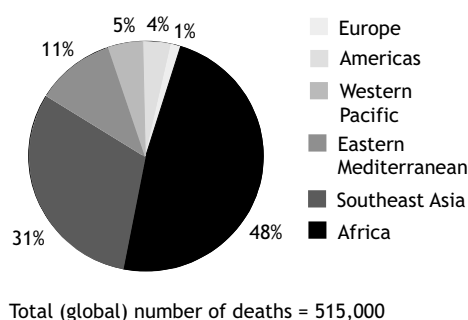 5% 4% 1%
11%
31%
48%
Europe
Americas
Western
Pacific
Eastern
Mediterranean
Southeast Asia
Africa
Total (global) number of deaths = 515,000